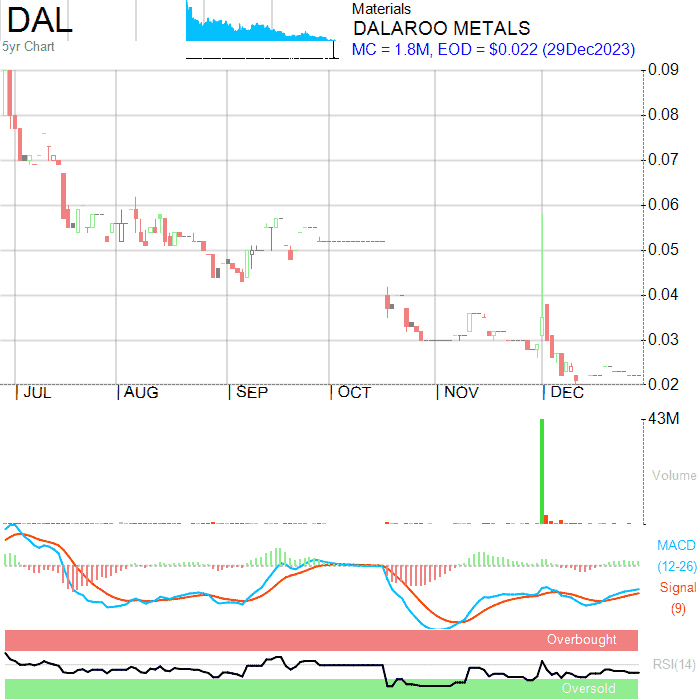 DAL
5yr Chart
Materials
DALAROO METALS
MC = 1.8M, EOD = $0.022 (29Dec2023)
0.09
0.08
0.07
0.06
0.05
0.04
0.03
0.02
JUL AUG SEP OCT NOV DEC
43M
Volume
MACD
(12-26)
Signal
(9)
Overbought
RSI(14)
Oversold